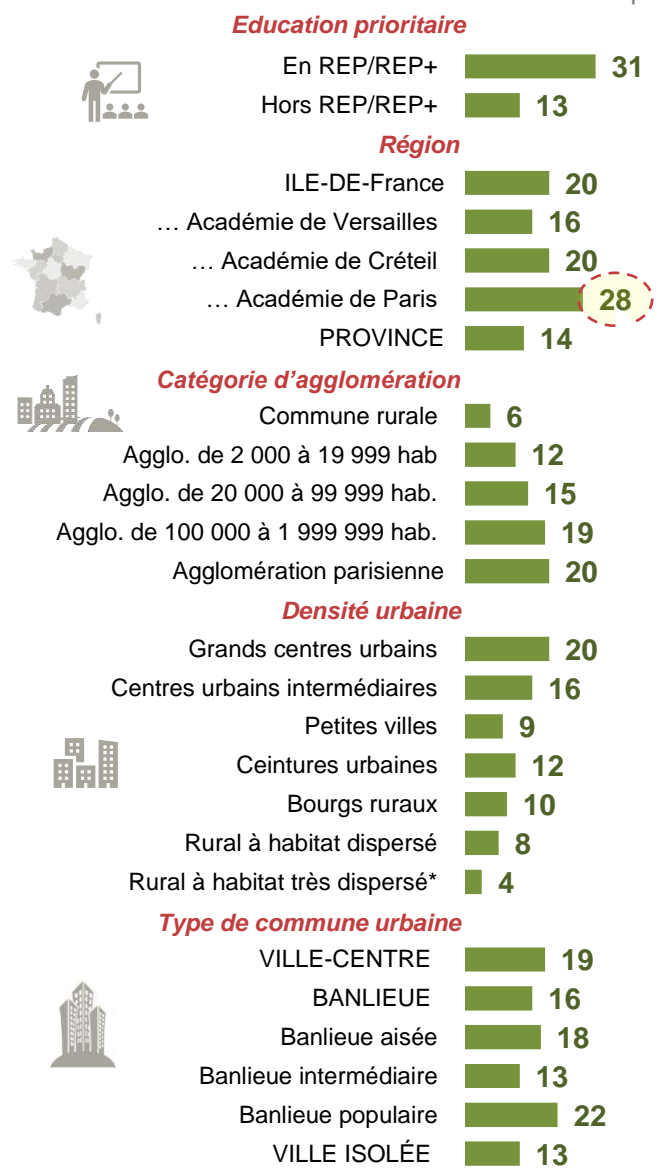 Education prioritaire
En REP/REP+ 31
Hors REP/REP+ 13
Région
ILE-DE-France 20
… Académie de Versailles 16
… Académie de Créteil 20
… Académie de Paris 28
PROVINCE 14
Catégorie d’agglomération
Commune rurale 6
Agglo. de 2 000 à 19 999 hab 12
Agglo. de 20 000 à 99 999 hab. 15
Agglo. de 100 000 à 1 999 999 hab. 19
Agglomération parisienne 20
Densité urbaine
Grands centres urbains 20
Centres urbains intermédiaires 16
Petites villes 9
Ceintures urbaines 12
Bourgs ruraux 10
Rural à habitat dispersé 8
Rural à habitat très dispersé* 4
Type de commune urbaine
VILLE-CENTRE 19
BANLIEUE 16
Banlieue aisée 18
Banlieue intermédiaire 13
Banlieue populaire 22
VILLE ISOLÉE 13